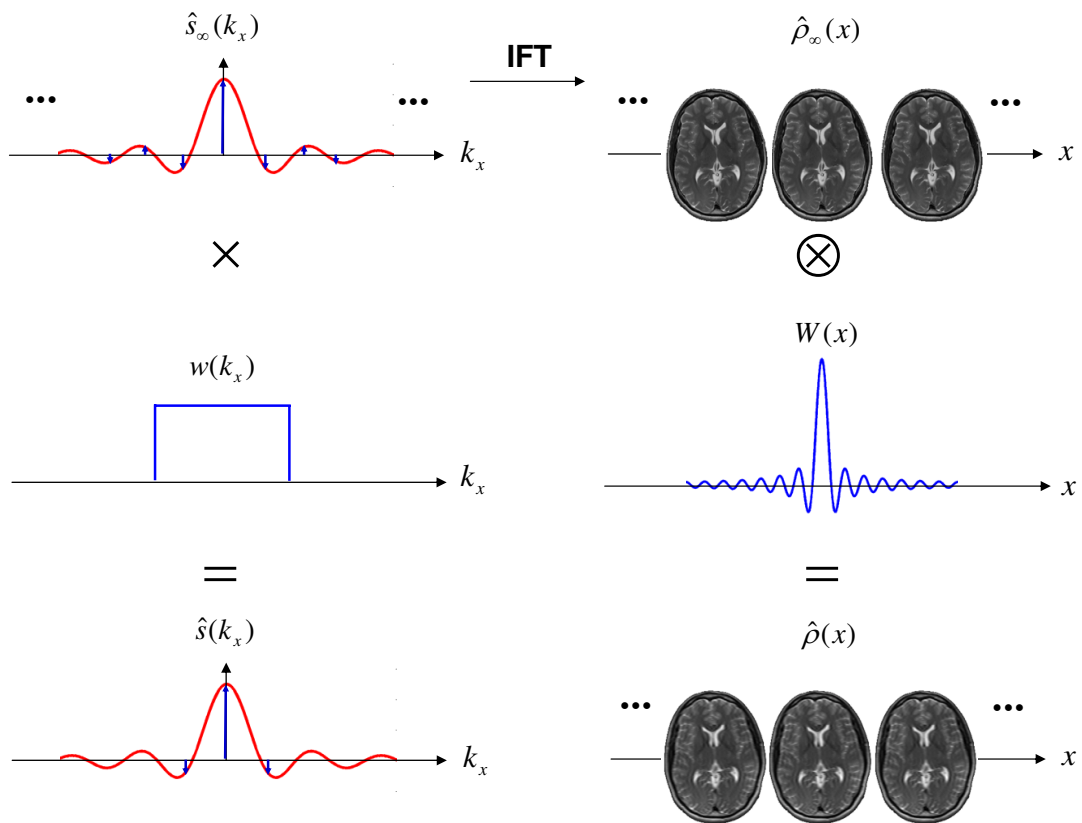 ŝ∞(kₓ)
IFT
ρ̂∞(x)
•••
•••
•••
•••
kₓ
x
×
⊗
w(kₓ)
W(x)
kₓ
x
=
=
ŝ(kₓ)
ρ̂(x)
•••
•••
kₓ
x